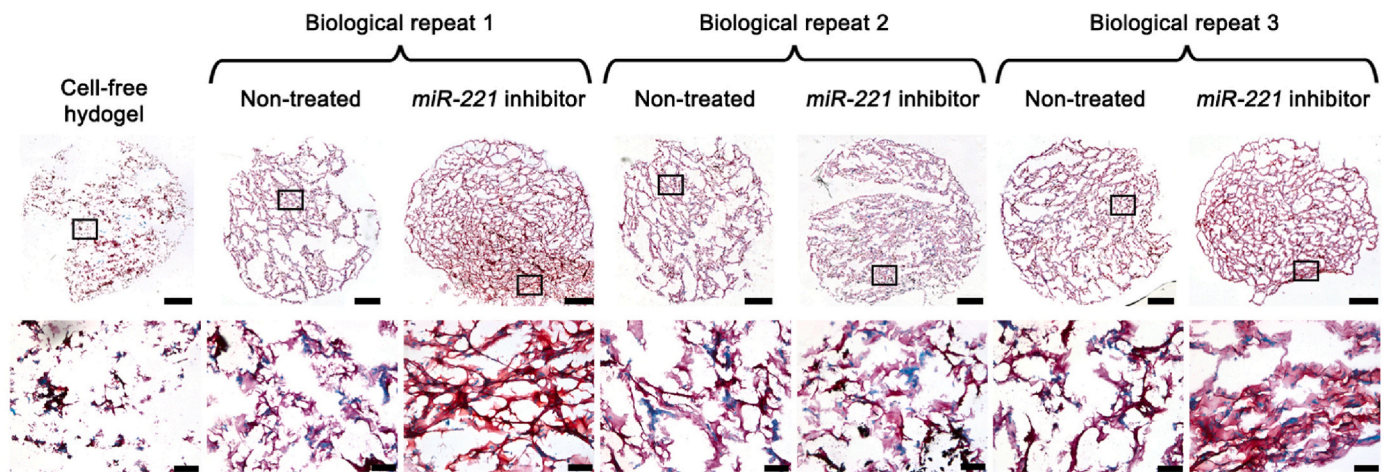 Biological repeat 1
Biological repeat 2
Biological repeat 3
Cell-free
hydogel
Non-treated
miR-221 inhibitor
Non-treated
miR-221 inhibitor
Non-treated
miR-221 inhibitor